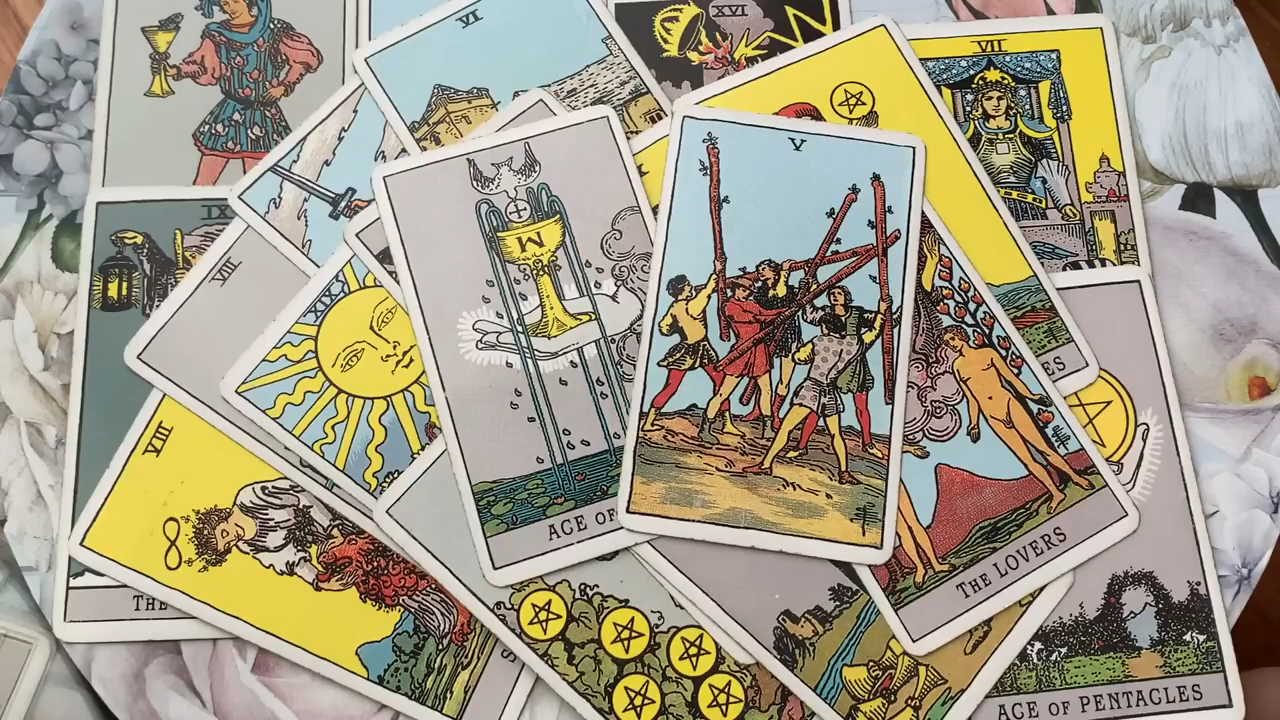 VI
XVI
VII
V
IX
VIII
M
XIX
ES
VIII
ACE OF
THE LOVERS
THE
S
ACE OF PENTACLES